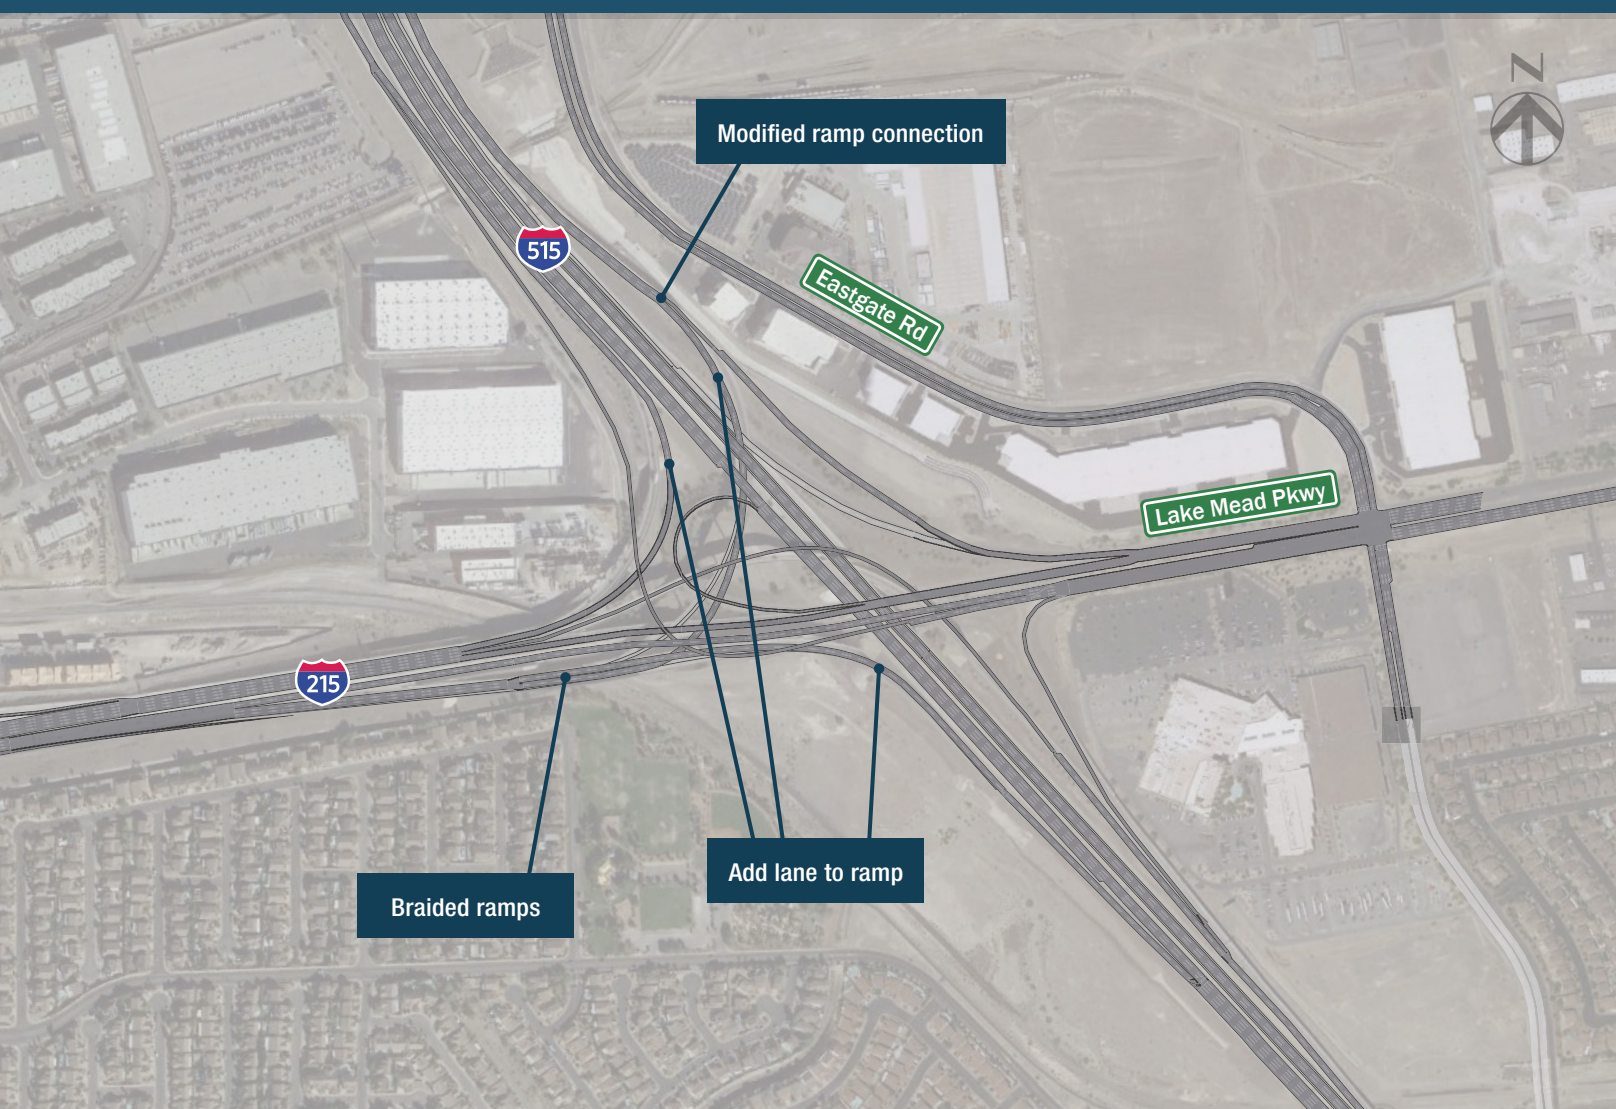 N
Modified ramp connection
515
Eastgate Rd
Lake Mead Pkwy
215
Add lane to ramp
Braided ramps